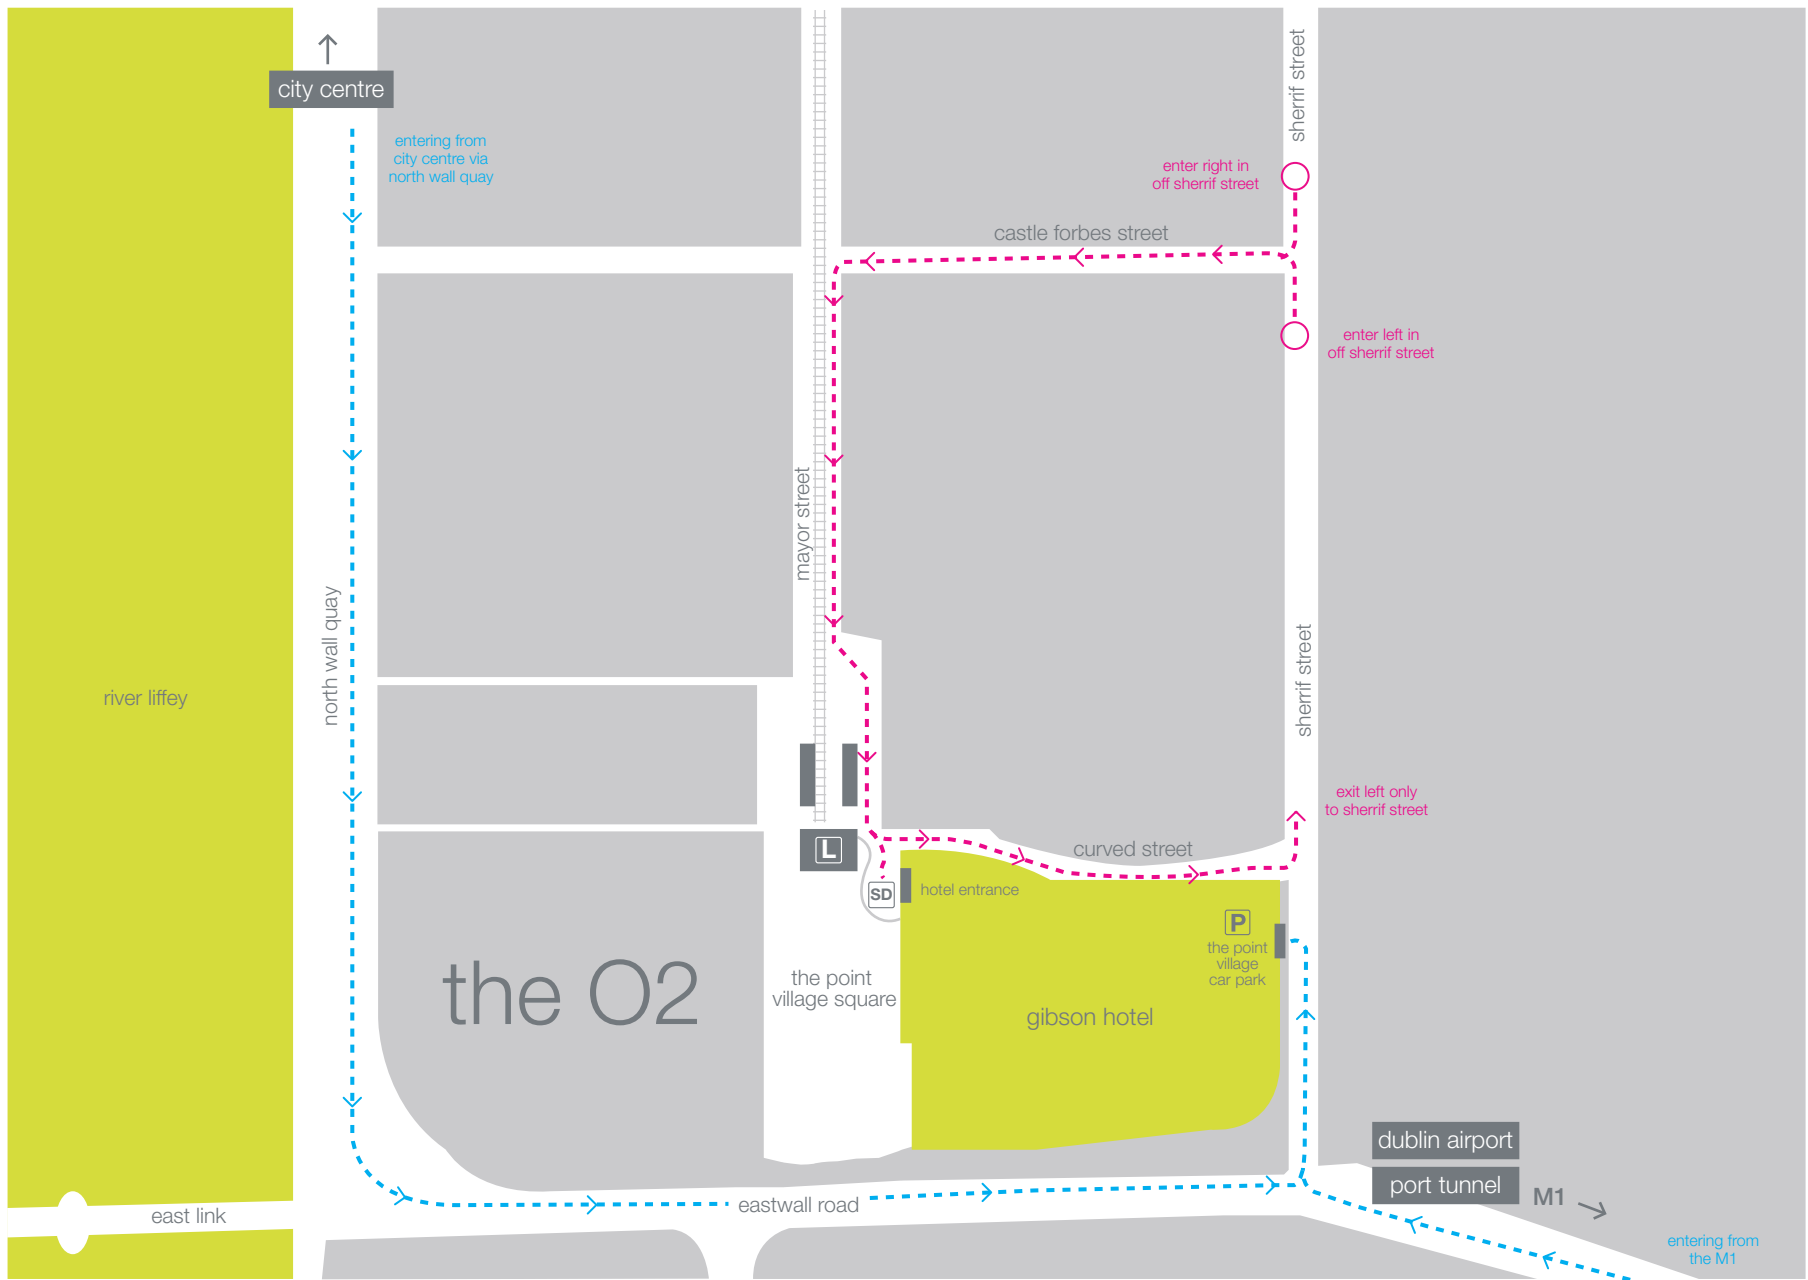 city centre
entering from
city centre via
north wall quay
sherrif street
enter right in
off sherrif street
castle forbes street
enter left in
off sherrif street
mayor street
north wall quay
river liffey
sherrif street
exit left only
to sherrif street
L
curved street
SD
hotel entrance
P
the point
village
car park
the O2
the point
village square
gibson hotel
dublin airport
port tunnel
M1
eastwall road
east link
entering from
the M1